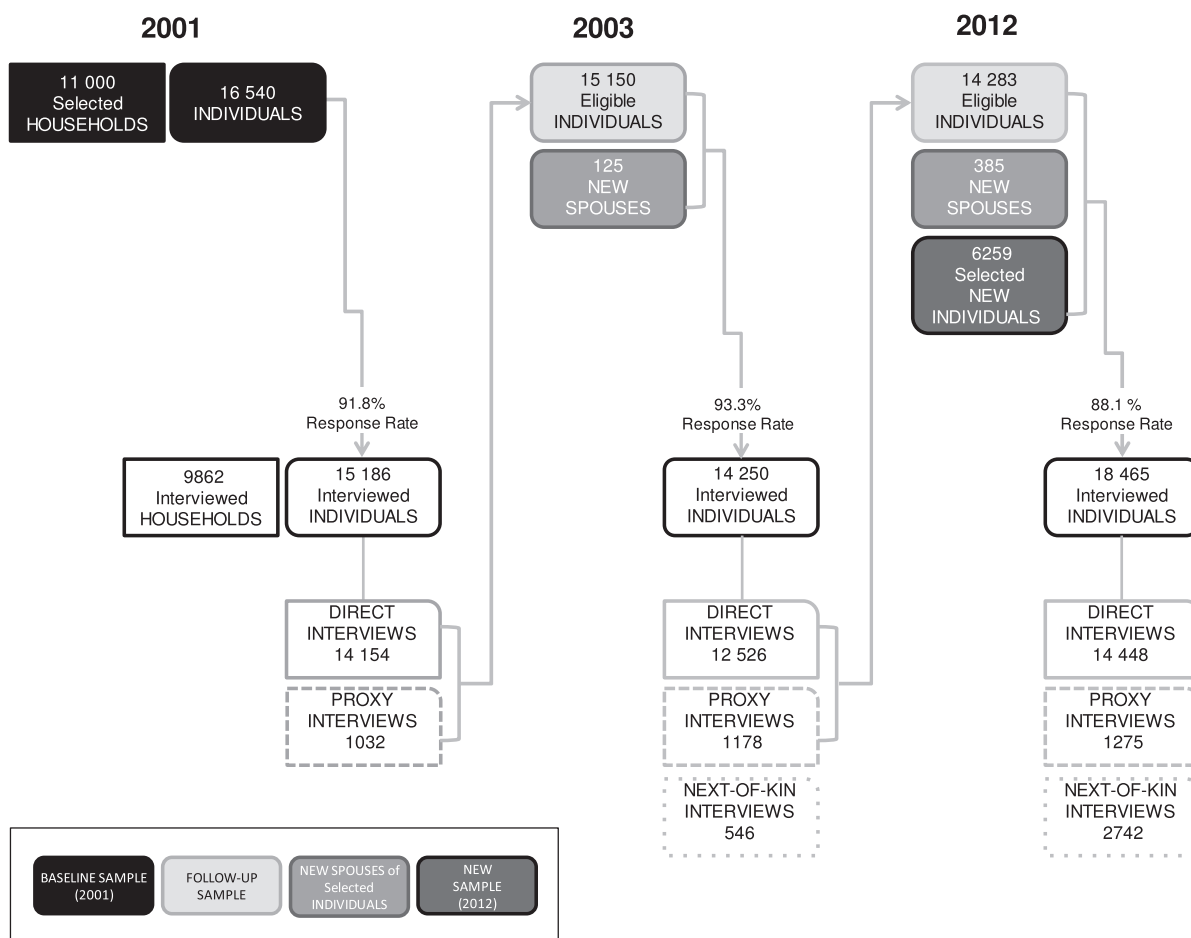 2001
11 000
Selected
HOUSEHOLDS
16 540
INDIVIDUALS
91.8%
Response Rate
9862
Interviewed
HOUSEHOLDS
15 186
Interviewed
INDIVIDUALS
DIRECT
INTERVIEWS
14 154
PROXY
INTERVIEWS
1032
2003
15 150
Eligible
INDIVIDUALS
125
NEW
SPOUSES
93.3%
Response Rate
14 250
Interviewed
INDIVIDUALS
DIRECT
INTERVIEWS
12 526
PROXY
INTERVIEWS
1178
NEXT-OF-KIN
INTERVIEWS
546
2012
14 283
Eligible
INDIVIDUALS
385
NEW
SPOUSES
6259
Selected
NEW
INDIVIDUALS
88.1 %
Response Rate
18 465
Interviewed
INDIVIDUALS
DIRECT
INTERVIEWS
14 448
PROXY
INTERVIEWS
1275
NEXT-OF-KIN
INTERVIEWS
2742
BASELINE SAMPLE
(2001)
FOLLOW-UP
SAMPLE
NEW SPOUSES of
Selected
INDIVIDUALS
NEW
SAMPLE
(2012)